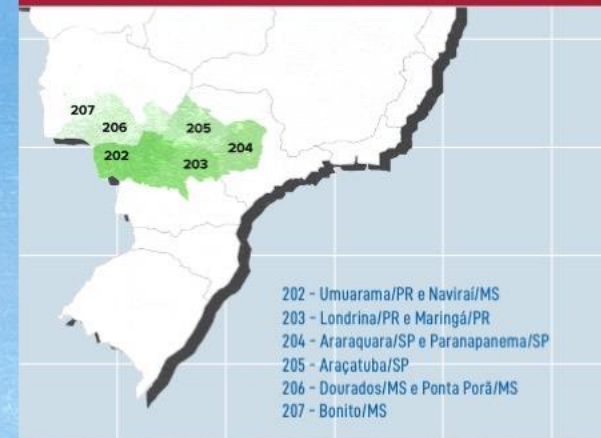 207
206
205
204
202
203
202 - Umuarama/PR e Naviraí/MS
203 - Londrina/PR e Maringá/PR
204 - Araraquara/SP e Paranapanema/SP
205 - Araçatuba/SP
206 - Dourados/MS e Ponta Porã/MS
207 - Bonito/MS